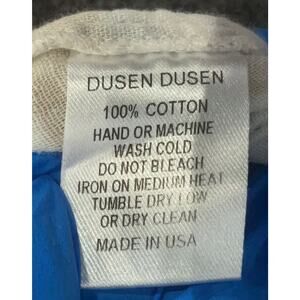 DUSEN DUSEN
100% COTTON
HAND OR MACHINE
WASH COLD
DO NOT BLEACH
IRON ON MEDIUM HEAT
TUMBLE DRY LOW
OR DRY CLEAN
MADE IN USA